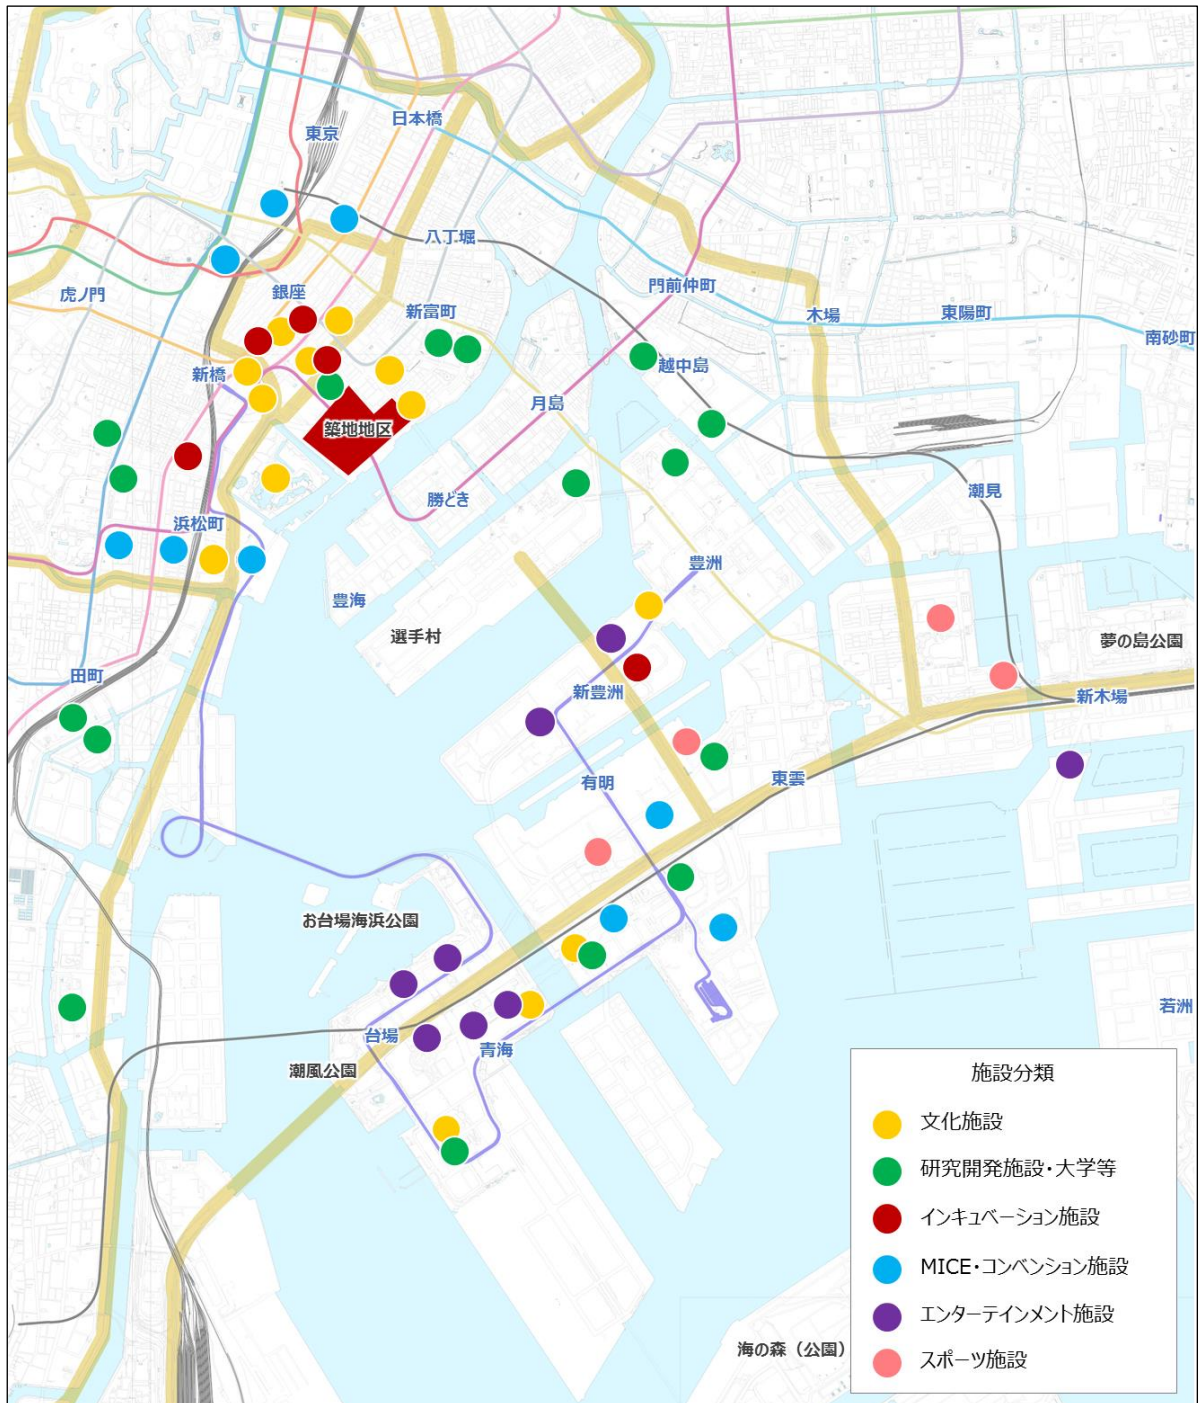 日本橋
東京
八丁堀
門前仲町
虎ノ門
銀座
新富町
木場
東陽町
南砂町
新橋
越中島
月島
築地地区
勝どき
潮見
浜松町
豊洲
豊海
選手村
夢の島公園
田町
新豊洲
新木場
有明
東雲
お台場海浜公園
若洲
台場
青海
潮風公園
海の森（公園）
施設分類
文化施設
研究開発施設・大学等
インキュベーション施設
MICE・コンベンション施設
エンターテインメント施設
スポーツ施設